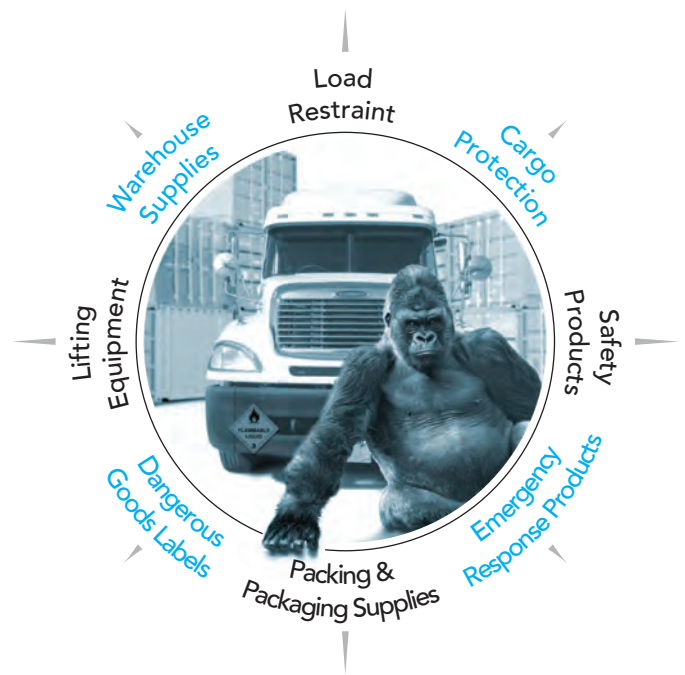 Load
Restraint
Cargo
Protection
Safety
Products
Emergency
Response Products
Packing &
Packaging Supplies
Dangerous
Goods Labels
Lifting
Equipment
Warehouse
Supplies
FLAMMABLE
LIQUID
3